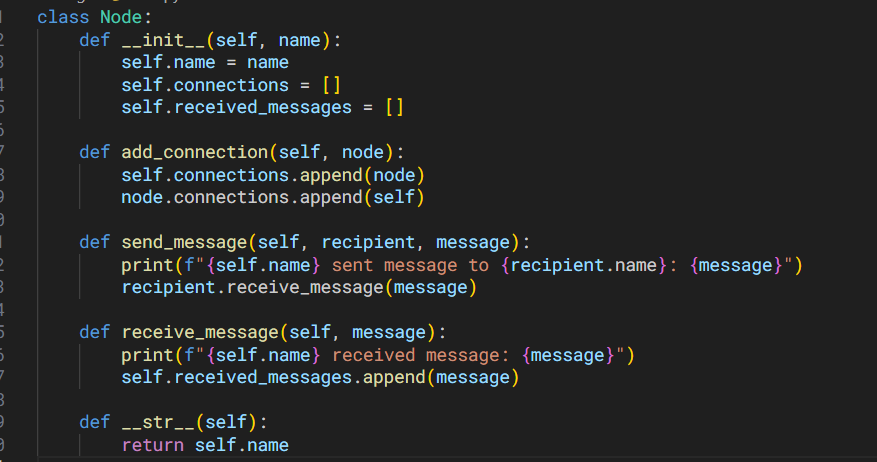 class Node:
    def __init__(self, name):
        self.name = name
        self.connections = []
        self.received_messages = []

    def add_connection(self, node):
        self.connections.append(node)
        node.connections.append(self)

    def send_message(self, recipient, message):
        print(f"{self.name} sent message to {recipient.name}: {message}")
        recipient.receive_message(message)

    def receive_message(self, message):
        print(f"{self.name} received message: {message}")
        self.received_messages.append(message)

    def __str__(self):
        return self.name